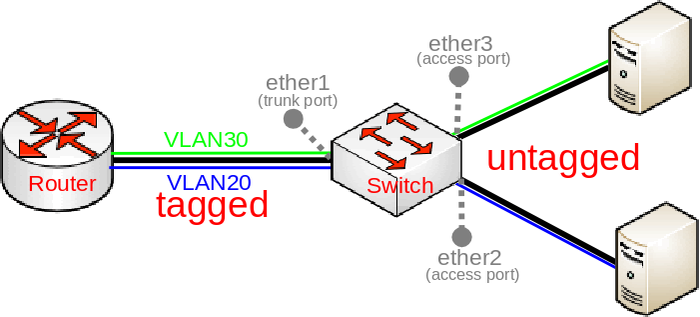 ether3
(access port)
ether1
(trunk port)
VLAN30
untagged
Router
VLAN20
Switch
tagged
ether2
(access port)